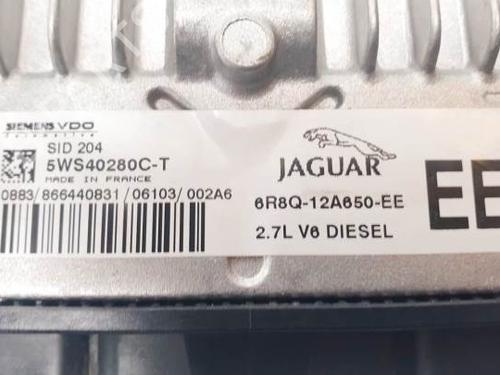 SIEMENS VDO
Automotive
SID 204
5WS40280C-T
MADE IN FRANCE
0883/866440831/06103/002A6
JAGUAR
6R8Q-12A650-EE
2.7L V6 DIESEL
EE